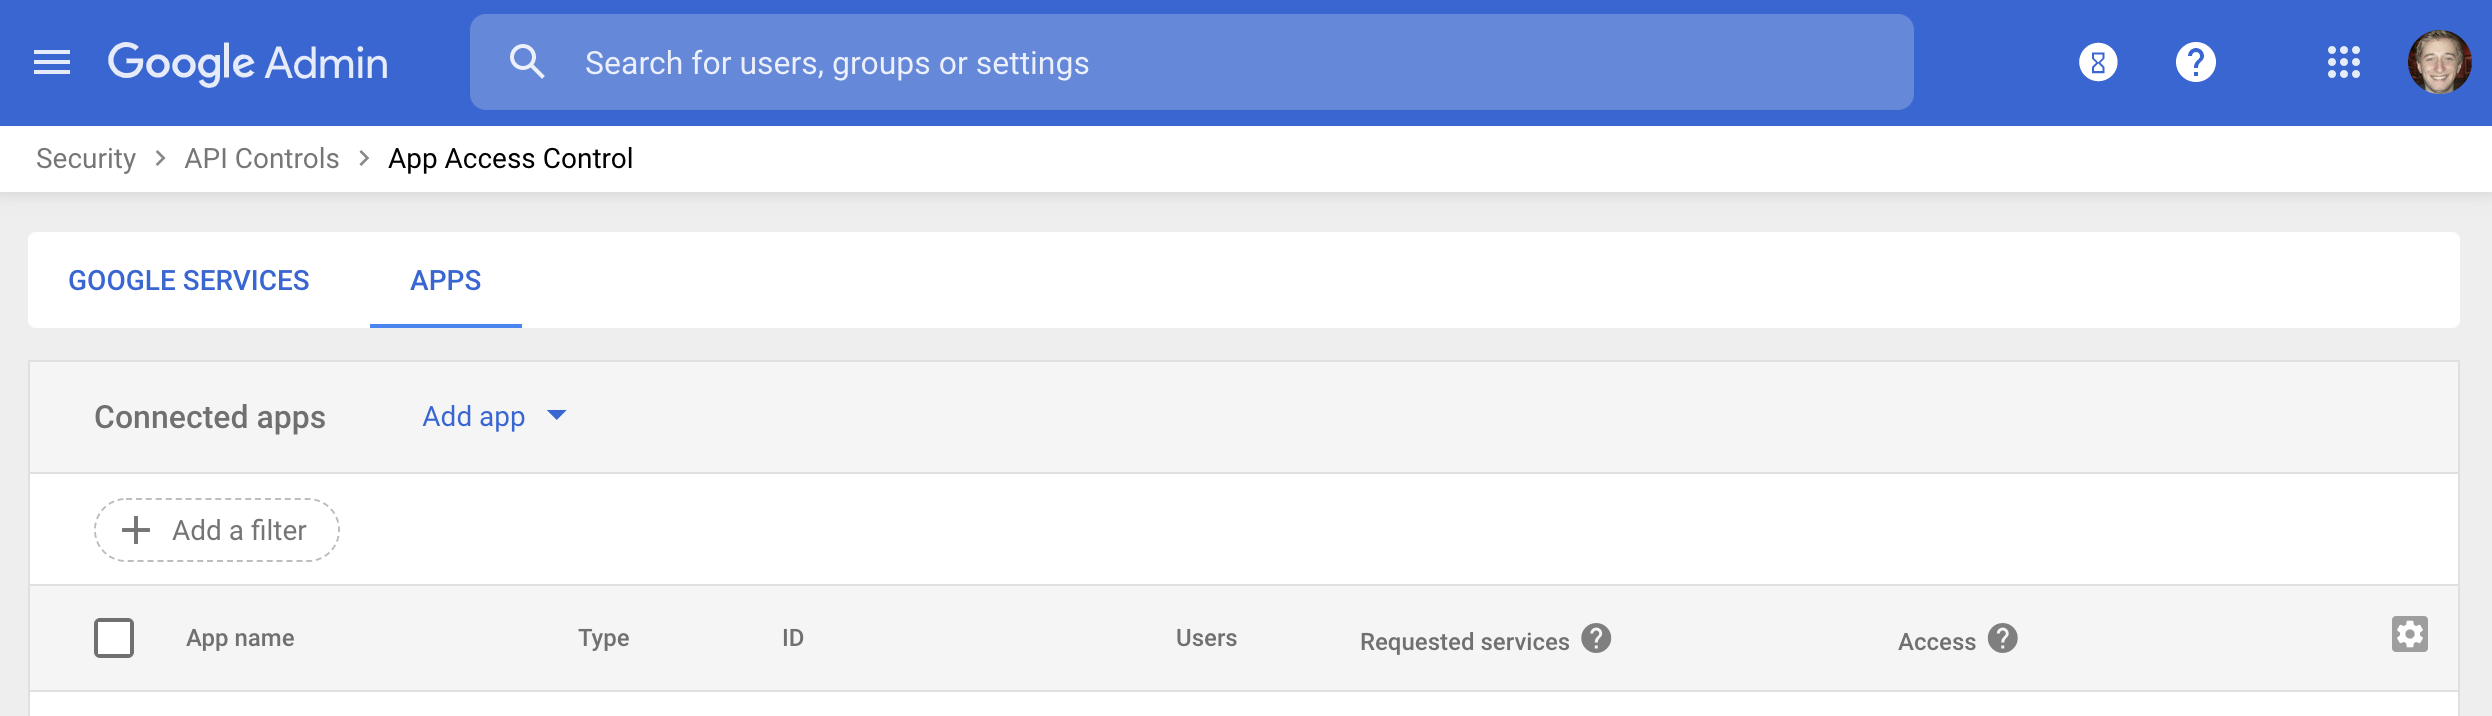 Google Admin
Search for users, groups or settings
Security > API Controls > App Access Control
GOOGLE SERVICES APPS
Connected apps Add app
Add a filter
App name Type ID Users Requested services Access